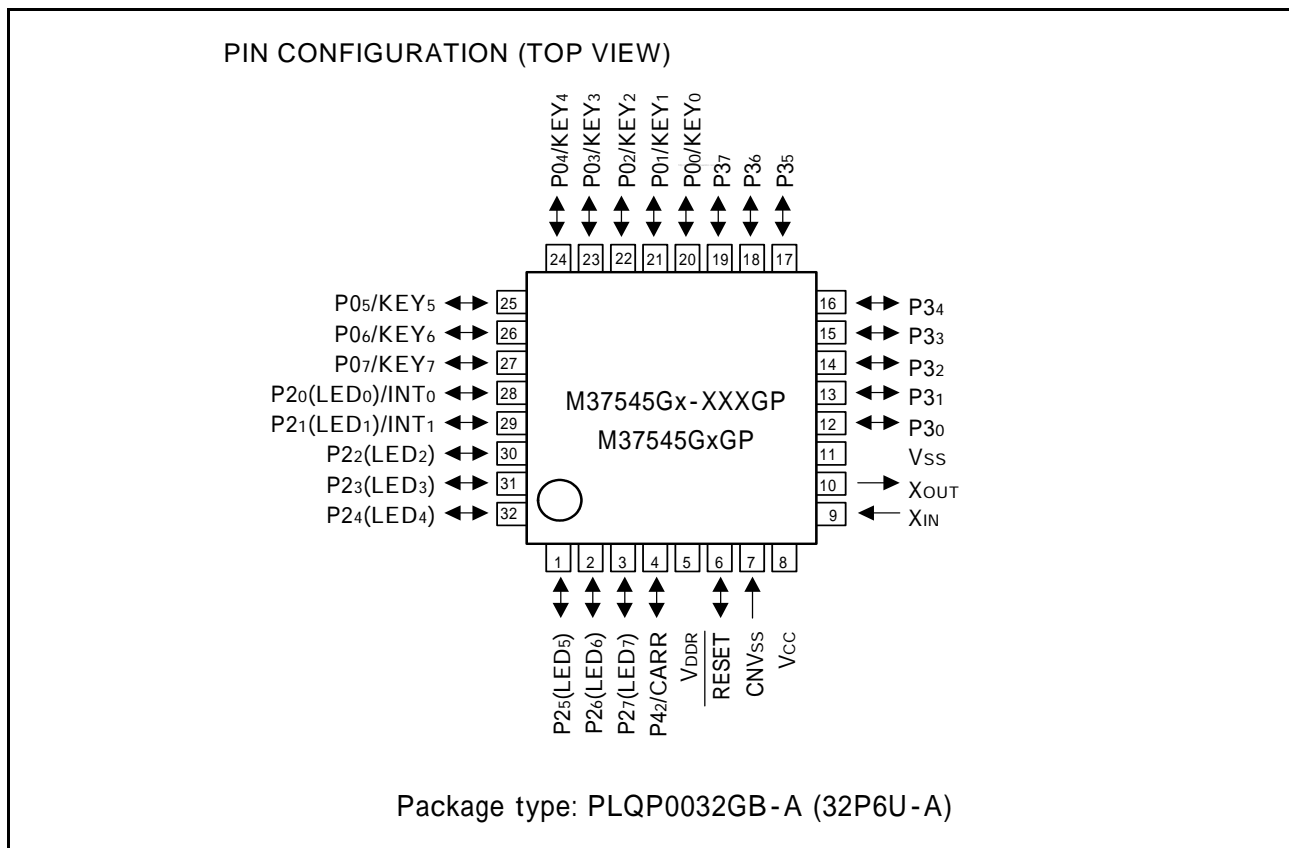 PIN CONFIGURATION (TOP VIEW)
P04/KEY4
P03/KEY3
P02/KEY2
P01/KEY1
P00/KEY0
P37
P36
P35
24
23
22
21
20
19
18
17
P05/KEY5
25
P06/KEY6
26
P07/KEY7
27
P20(LED0)/INT0
28
P21(LED1)/INT1
29
P22(LED2)
30
P23(LED3)
31
P24(LED4)
32
M37545Gx-XXXGP
M37545GxGP
16
P34
15
P33
14
P32
13
P31
12
P30
11
VSS
10
XOUT
9
XIN
1
2
3
4
5
6
7
8
P25(LED5)
P26(LED6)
P27(LED7)
P42/CARR
VDDR
RESET
CNVSS
VCC
Package type: PLQP0032GB-A (32P6U-A)